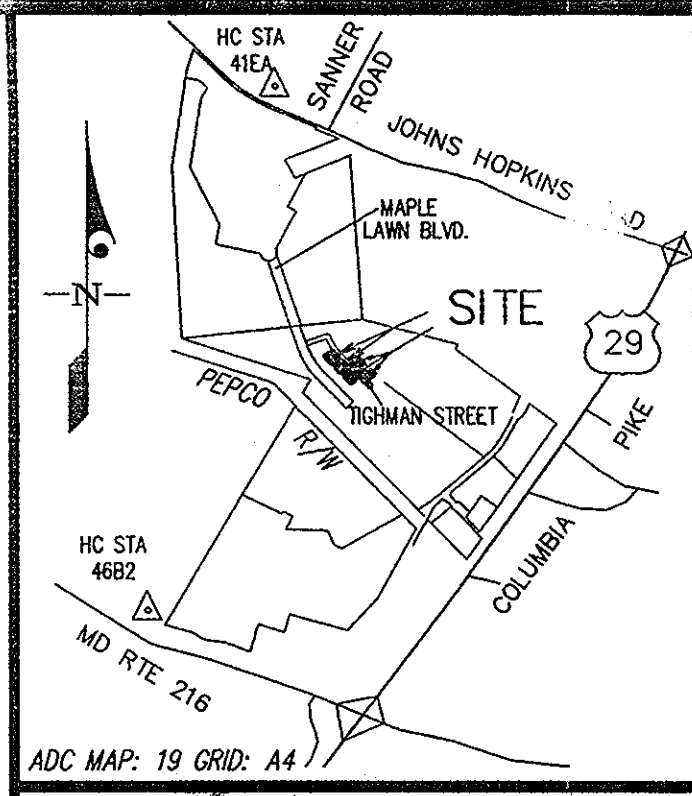 HC STA
41EA
SANNER
ROAD
JOHNS HOPKINS
MAPLE
LAWN BLVD.
N
SITE
29
PEPCO
R/W
TIGHMAN STREET
PIKE
COLUMBIA
HC STA
46B2
MD RTE 216
ADC MAP: 19 GRID: A4